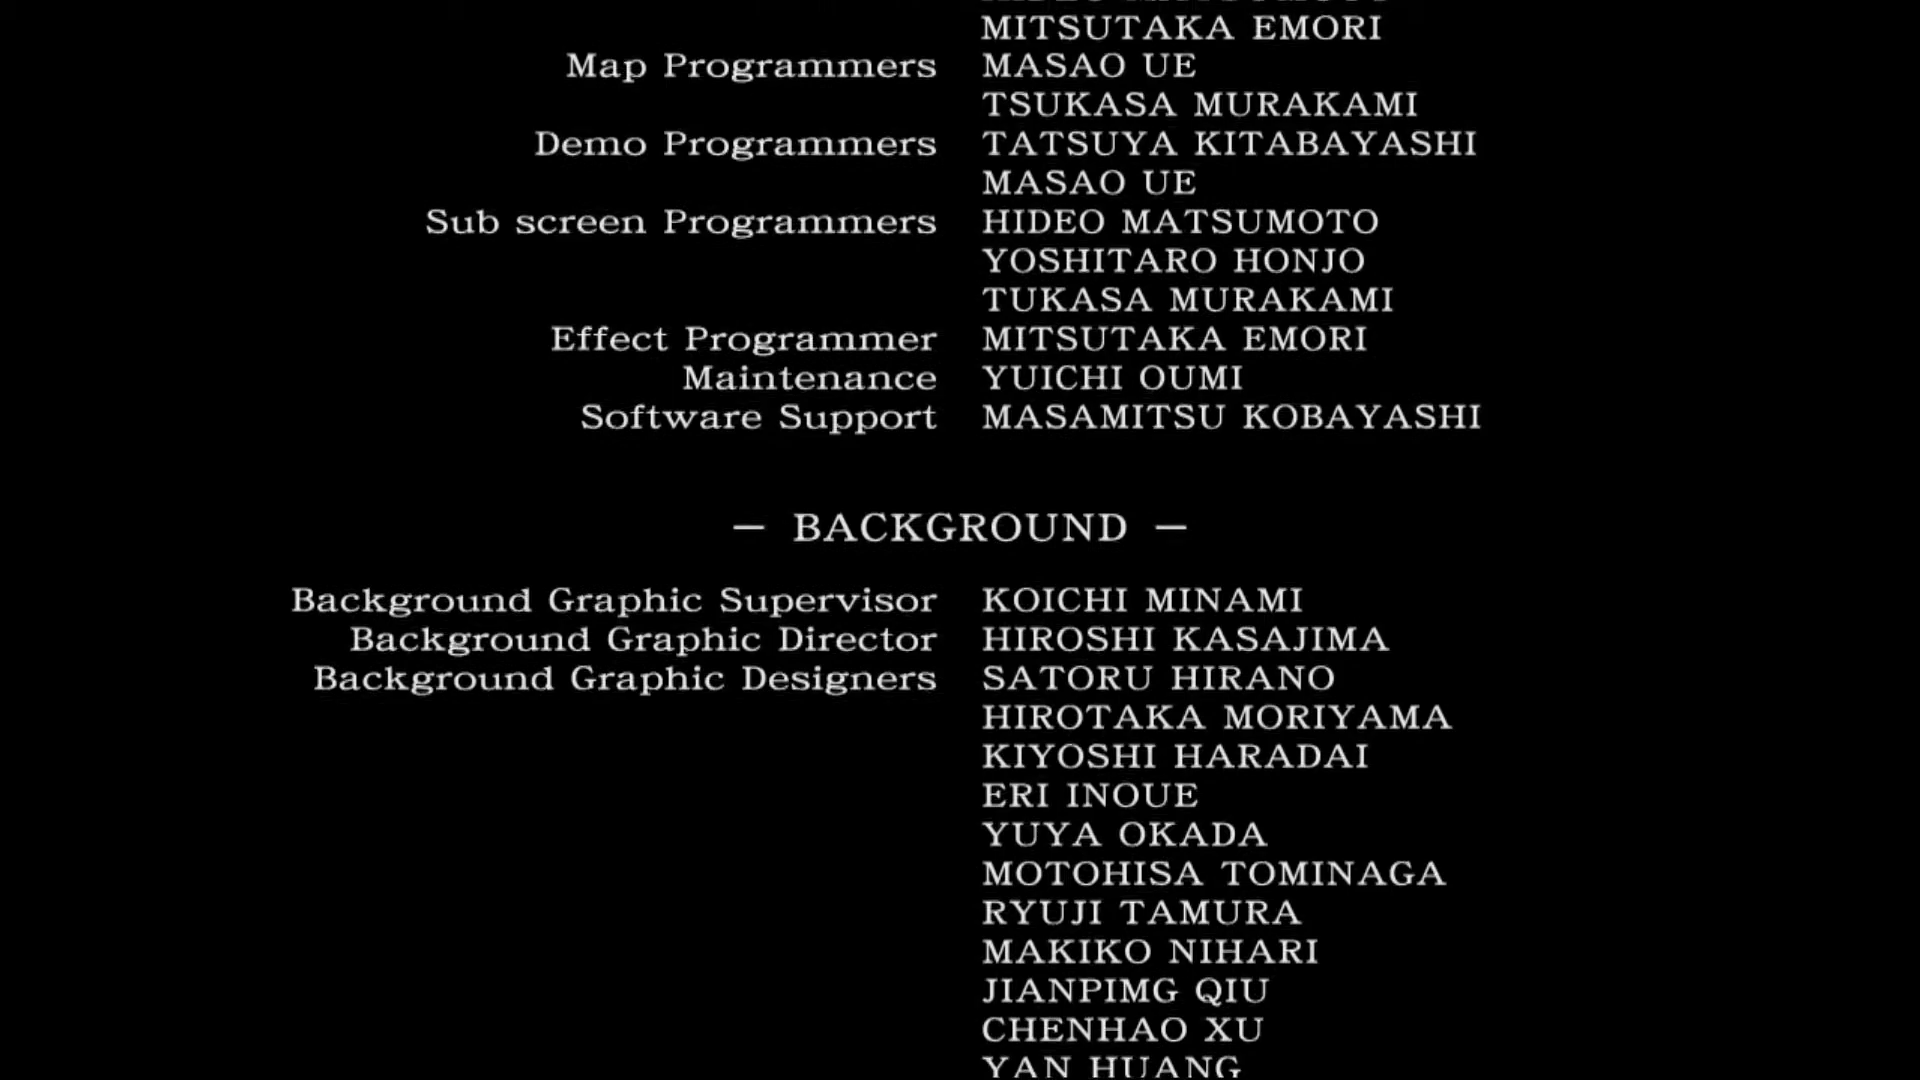 MITSUTAKA EMORI
Map Programmers MASAO UE
TSUKASA MURAKAMI
Demo Programmers TATSUYA KITABAYASHI
MASAO UE
Sub screen Programmers HIDEO MATSUMOTO
YOSHITARO HONJO
TUKASA MURAKAMI
Effect Programmer MITSUTAKA EMORI
Maintenance YUICHI OUMI
Software Support MASAMITSU KOBAYASHI
— BACKGROUND —
Background Graphic Supervisor KOICHI MINAMI
Background Graphic Director HIROSHI KASAJIMA
Background Graphic Designers SATORU HIRANO
HIROTAKA MORIYAMA
KIYOSHI HARADAI
ERI INOUE
YUYA OKADA
MOTOHISA TOMINAGA
RYUJI TAMURA
MAKIKO NIHARI
JIANPIMG QIU
CHENHAO XU
YAN HUANG